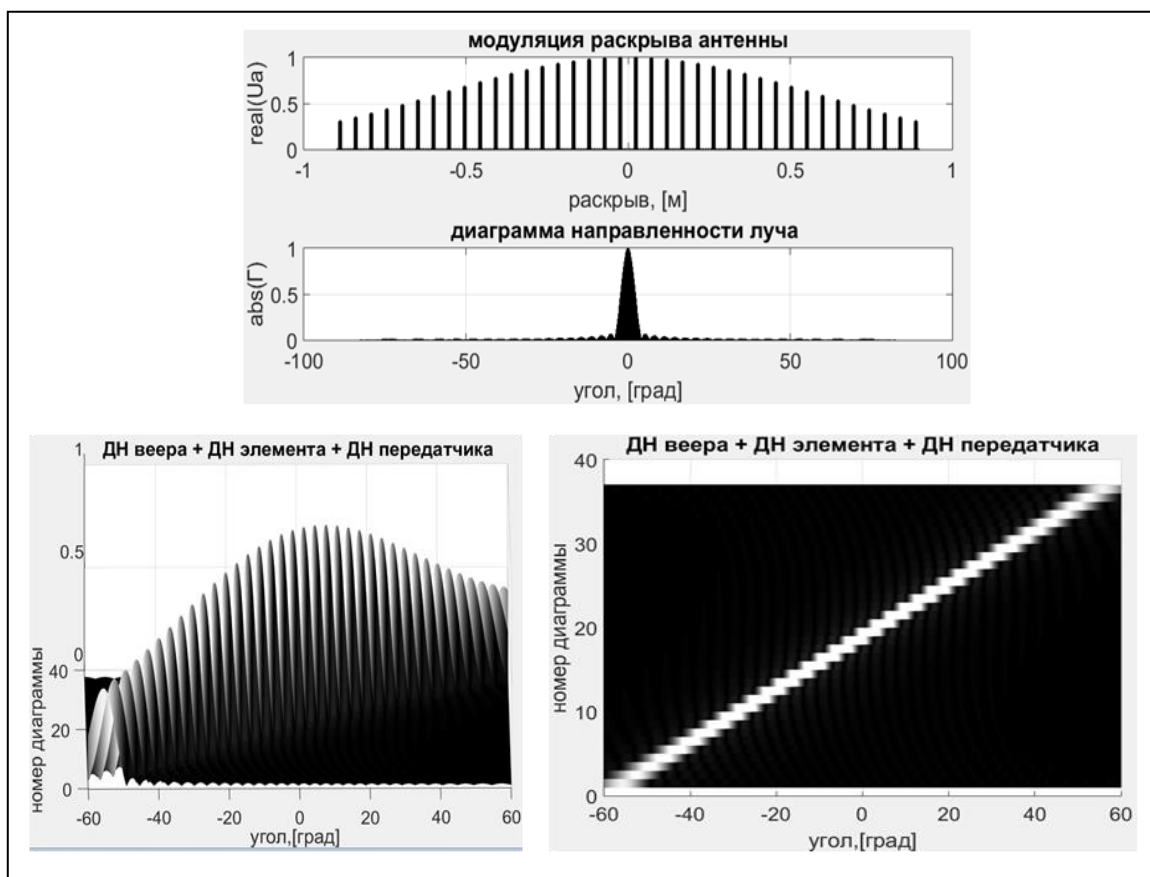 модуляция раскрыва антенны
real(Ua)
1
0.5
0
-1 -0.5 0 0.5 1
раскрыв, [м]
диаграмма направленности луча
abs(Г)
1
0.5
0
-100 -50 0 50 100
угол, [град]
ДН веера + ДН элемента + ДН передатчика
1
0.5
0
номер диаграммы
40
20
0
-60 -40 -20 0 20 40 60
угол,[град]
ДН веера + ДН элемента + ДН передатчика
номер диаграммы
40
30
20
10
0
-60 -40 -20 0 20 40 60
угол,[град]